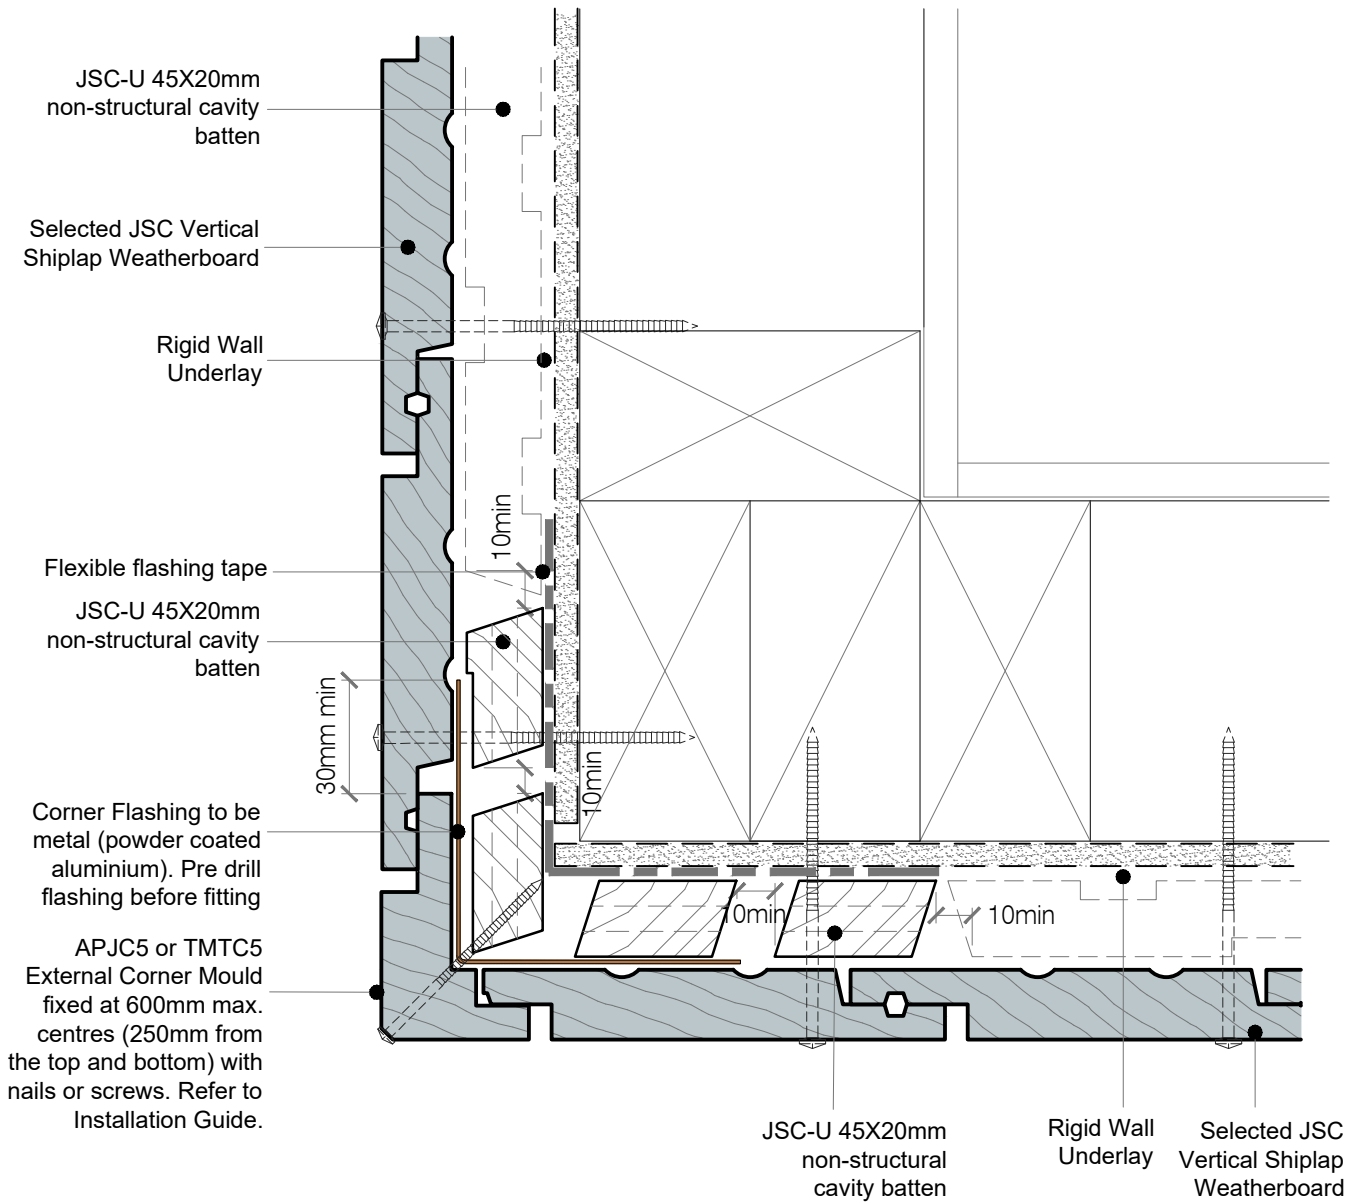 JSC-U 45X20mm
non-structural cavity
batten
Selected JSC Vertical
Shiplap Weatherboard
Rigid Wall
Underlay
10min
Flexible flashing tape
JSC-U 45X20mm
non-structural cavity
batten
30mm min
10min
Corner Flashing to be
metal (powder coated
aluminium). Pre drill
flashing before fitting
10min
10min
APJC5 or TMTC5
External Corner Mould
fixed at 600mm max.
centres (250mm from
the top and bottom) with
nails or screws. Refer to
Installation Guide.
JSC-U 45X20mm
non-structural
cavity batten
Rigid Wall
Underlay
Selected JSC
Vertical Shiplap
Weatherboard